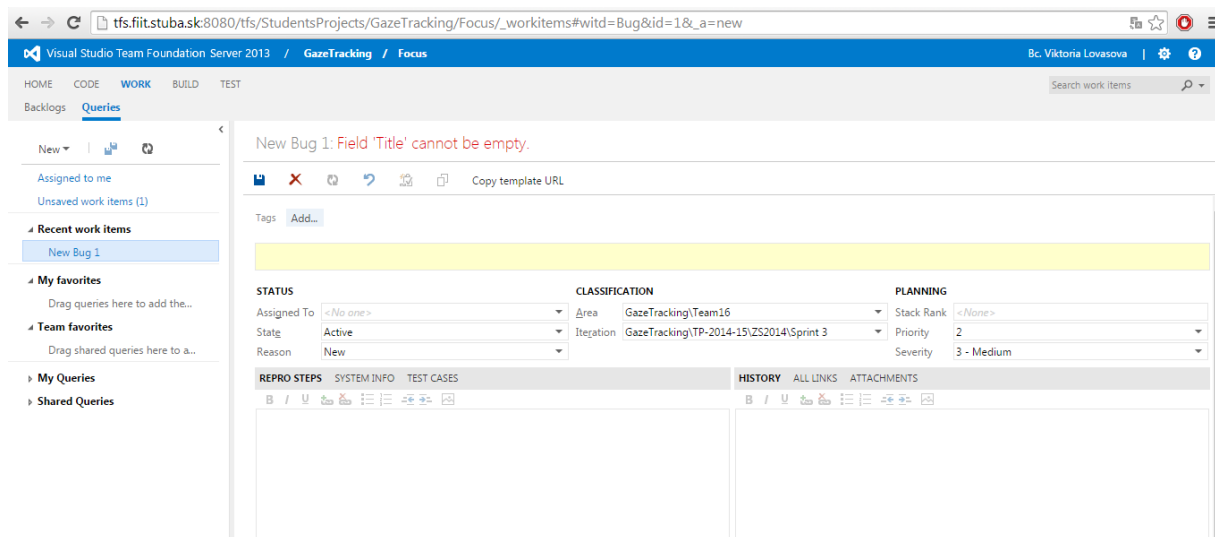 tfs.fiit.stuba.sk:8080/tfs/StudentsProjects/GazeTracking/Focus/_workitems#witd=Bug&id=1&_a=new
Visual Studio Team Foundation Server 2013 / GazeTracking / Focus Bc. Viktoria Lovasova |
HOME CODE WORK BUILD TEST Search work items
Backlogs Queries
New
Assigned to me
Unsaved work items (1)
Recent work items
New Bug 1
My favorites
Drag queries here to add the...
Team favorites
Drag shared queries here to a...
My Queries
Shared Queries
New Bug 1: Field 'Title' cannot be empty.
Copy template URL
Tags Add...
STATUS CLASSIFICATION PLANNING
Assigned To <No one> Area GazeTracking\Team16 Stack Rank <None>
State Active Iteration GazeTracking\TP-2014-15\ZS2014\Sprint 3 Priority 2
Reason New Severity 3 - Medium
REPRO STEPS SYSTEM INFO TEST CASES HISTORY ALL LINKS ATTACHMENTS
B I U B I U